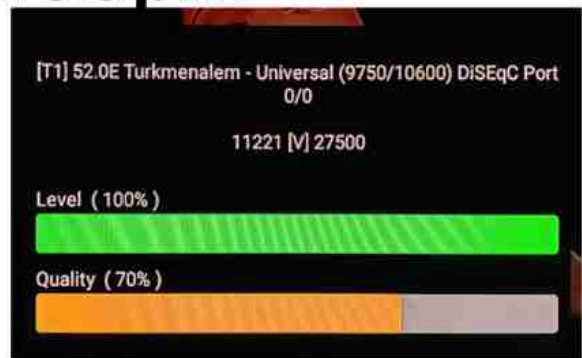 [T1] 52.0E Turkmenalem - Universal (9750/10600) DiSEqC Port
0/0
11221 [V] 27500
Level ( 100% )
Quality ( 70% )